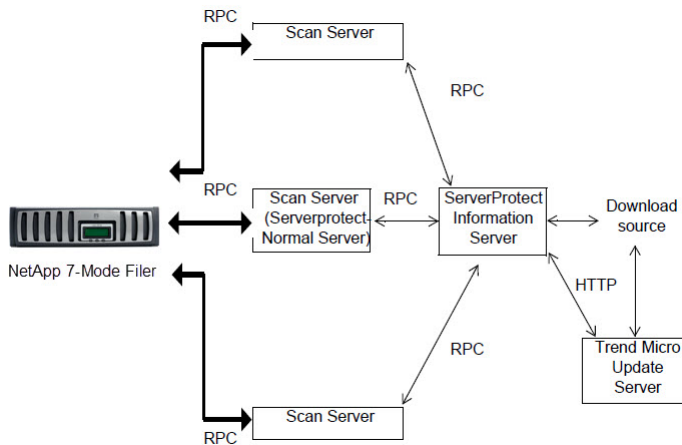 RPC
Scan Server
RPC
RPC
Scan Server
(Serverprotect-
Normal Server)
RPC
ServerProtect
Information
Server
Download
source
NetApp 7-Mode Filer
HTTP
RPC
Trend Micro
Update
Server
Scan Server
RPC